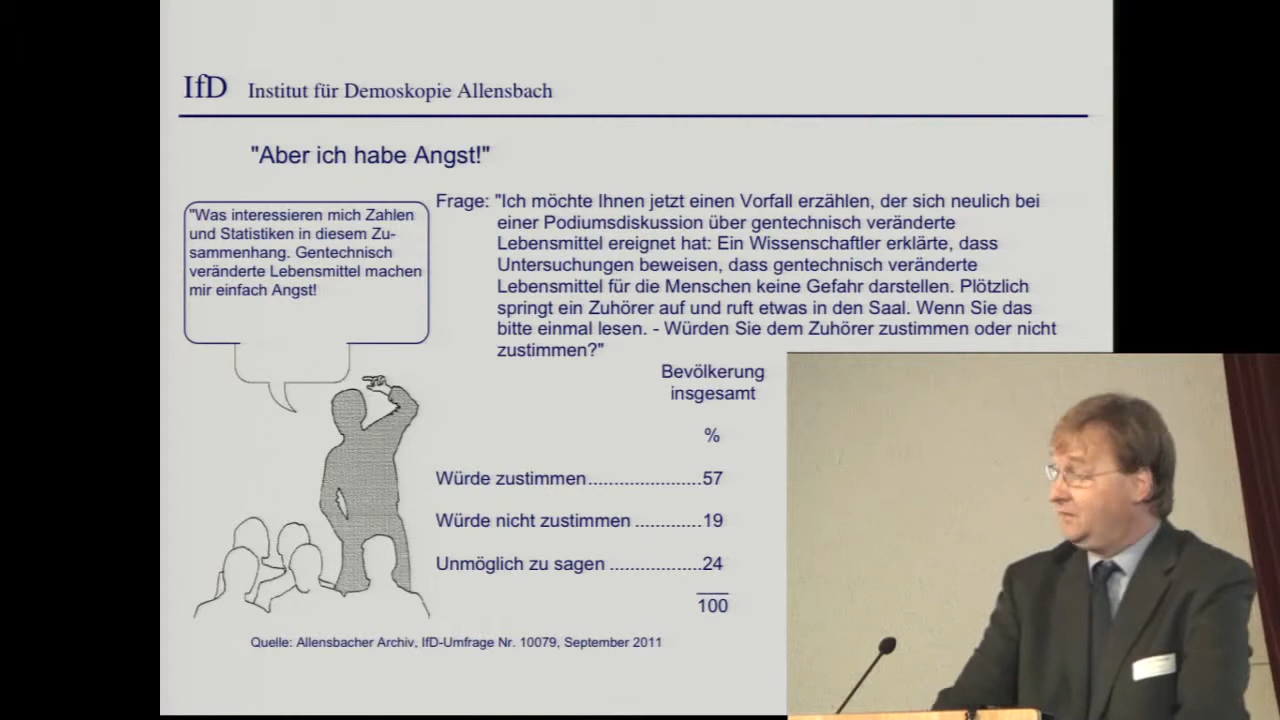 IfD Institut für Demoskopie Allensbach
"Aber ich habe Angst!"
"Was interessieren mich Zahlen
und Statistiken in diesem Zu-
sammenhang. Gentechnisch
veränderte Lebensmittel machen
mir einfach Angst!
Frage: "Ich möchte Ihnen jetzt einen Vorfall erzählen, der sich neulich bei
einer Podiumsdiskussion über gentechnisch veränderte
Lebensmittel ereignet hat: Ein Wissenschaftler erklärte, dass
Untersuchungen beweisen, dass gentechnisch veränderte
Lebensmittel für die Menschen keine Gefahr darstellen. Plötzlich
springt ein Zuhörer auf und ruft etwas in den Saal. Wenn Sie das
bitte einmal lesen. - Würden Sie dem Zuhörer zustimmen oder nicht
zustimmen?"
Bevölkerung
insgesamt
%
Würde zustimmen.....................57
Würde nicht zustimmen ............19
Unmöglich zu sagen .................24
100
Quelle: Allensbacher Archiv, IfD-Umfrage Nr. 10079, September 2011